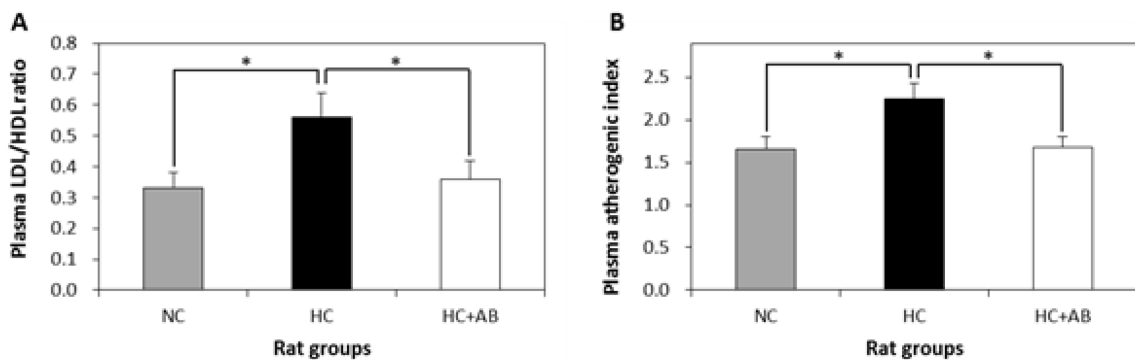 A
Plasma LDL/HDL ratio
0.8
0.7
0.6
0.5
0.4
0.3
0.2
0.1
0.0
*
*
NC
HC
HC+AB
Rat groups
B
Plasma atherogenic index
2.5
2.0
1.5
1.0
0.5
0.0
*
*
NC
HC
HC+AB
Rat groups